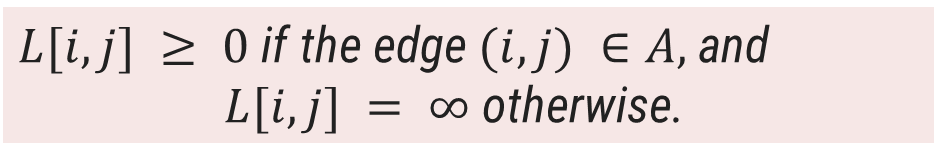 L[i,j] ≥ 0 if the edge (i,j) ∈ A, and
L[i,j] = ∞ otherwise.